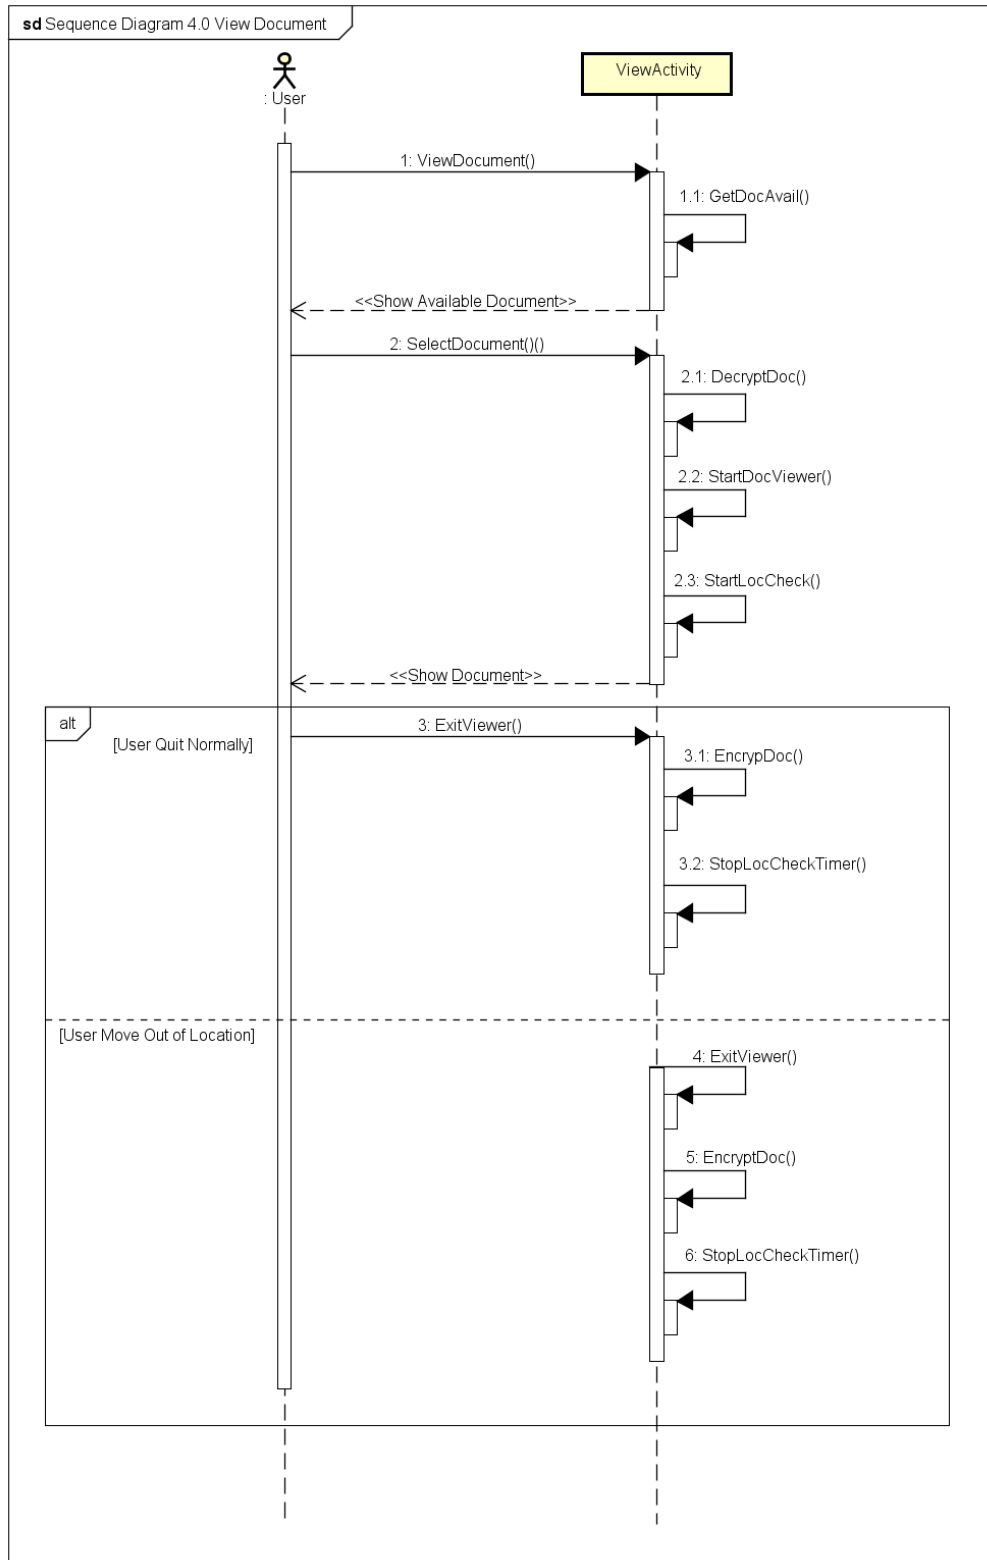 sd Sequence Diagram 4.0 View Document
: User
ViewActivity
1: ViewDocument()
1.1: GetDocAvail()
<<Show Available Document>>
2: SelectDocument()()
2.1: DecryptDoc()
2.2: StartDocViewer()
2.3: StartLocCheck()
<<Show Document>>
alt
3: ExitViewer()
[User Quit Normally]
3.1: EncrypDoc()
3.2: StopLocCheckTimer()
[User Move Out of Location]
4: ExitViewer()
5: EncryptDoc()
6: StopLocCheckTimer()